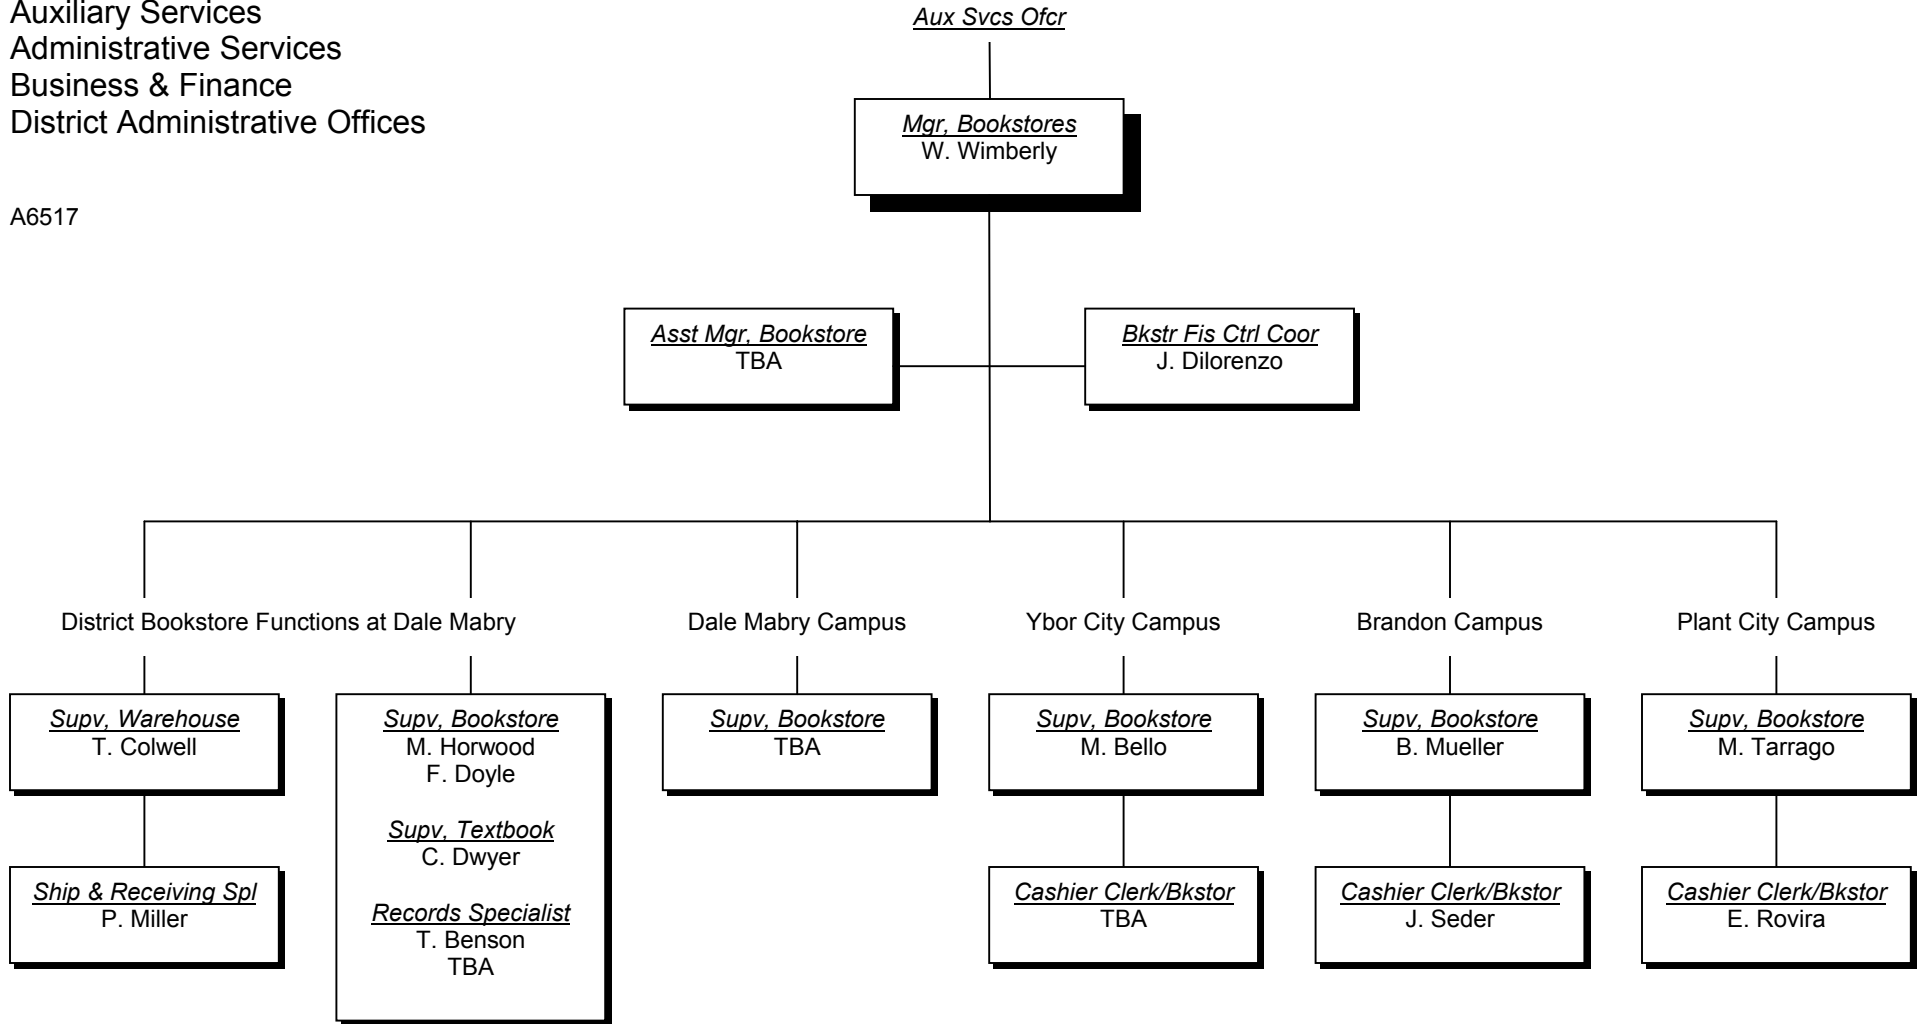 Auxiliary Services
Administrative Services
Business & Finance
District Administrative Offices
A6517
Aux Svcs Ofcr
Mgr, Bookstores
W. Wimberly
Asst Mgr, Bookstore
TBA
Bkstr Fis Ctrl Coor
J. Dilorenzo
District Bookstore Functions at Dale Mabry
Supv, Warehouse
T. Colwell
Ship & Receiving Spl
P. Miller
Supv, Bookstore
M. Horwood
F. Doyle
Supv, Textbook
C. Dwyer
Records Specialist
T. Benson
TBA
Dale Mabry Campus
Supv, Bookstore
TBA
Ybor City Campus
Supv, Bookstore
M. Bello
Cashier Clerk/Bkstor
TBA
Brandon Campus
Supv, Bookstore
B. Mueller
Cashier Clerk/Bkstor
J. Seder
Plant City Campus
Supv, Bookstore
M. Tarrago
Cashier Clerk/Bkstor
E. Rovira